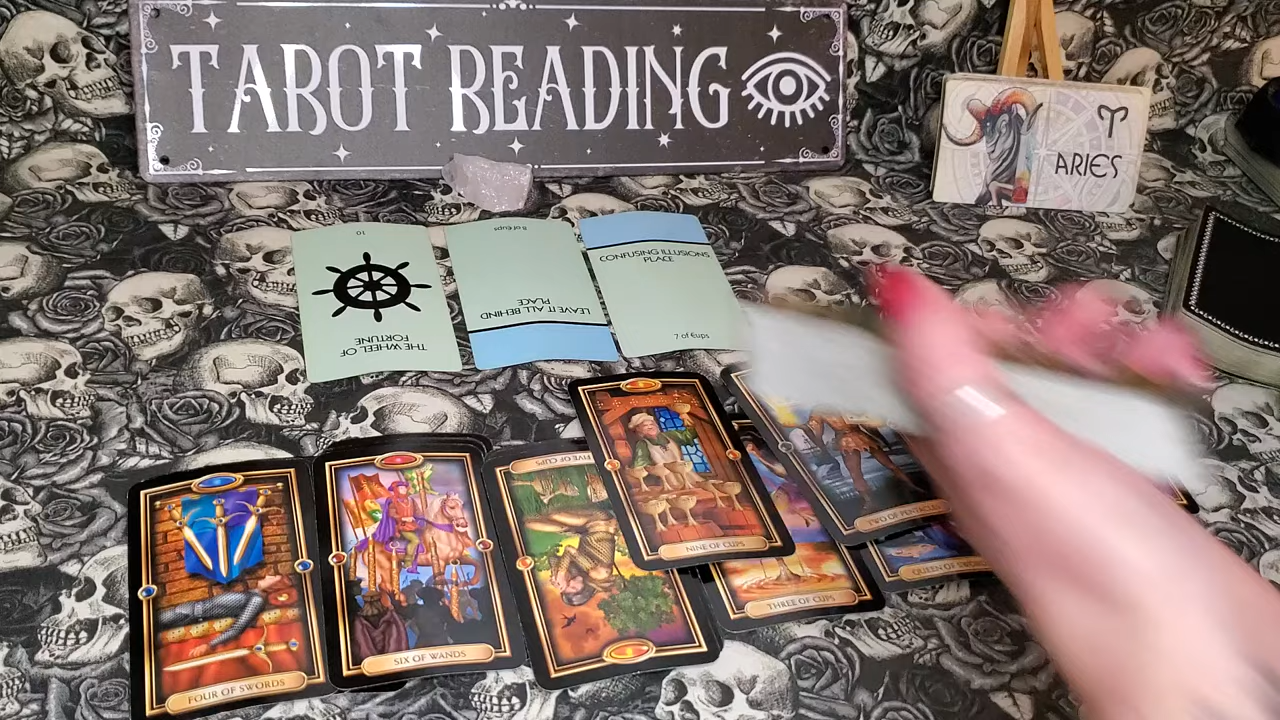 TAROT READING
ARIES
10
THE WHEEL OF
FORTUNE
8 of Cups
LEAVE IT ALL BEHIND
PLACE
CONFUSING ILLUSIONS
PLACE
7 of Cups
FOUR OF SWORDS
SIX OF WANDS
FIVE OF CUPS
NINE OF CUPS
THREE OF CUPS
TWO OF PENTACLES
QUEEN OF SWORDS